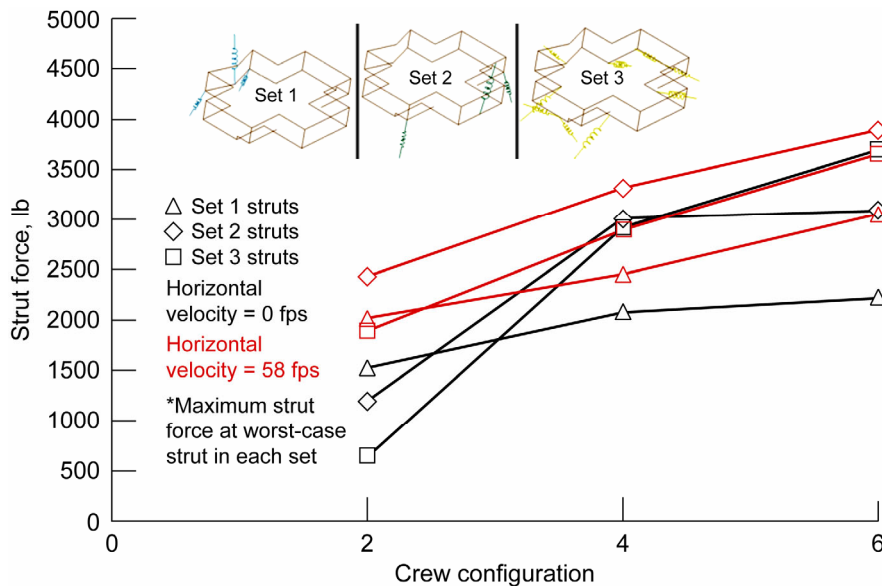 5000
4500
4000
3500
3000
2500
2000
1500
1000
500
0
Strut force, lb
Set 1
Set 2
Set 3
Set 1 struts
Set 2 struts
Set 3 struts
Horizontal
velocity = 0 fps
Horizontal
velocity = 58 fps
*Maximum strut
force at worst-case
strut in each set
0
2
4
6
Crew configuration